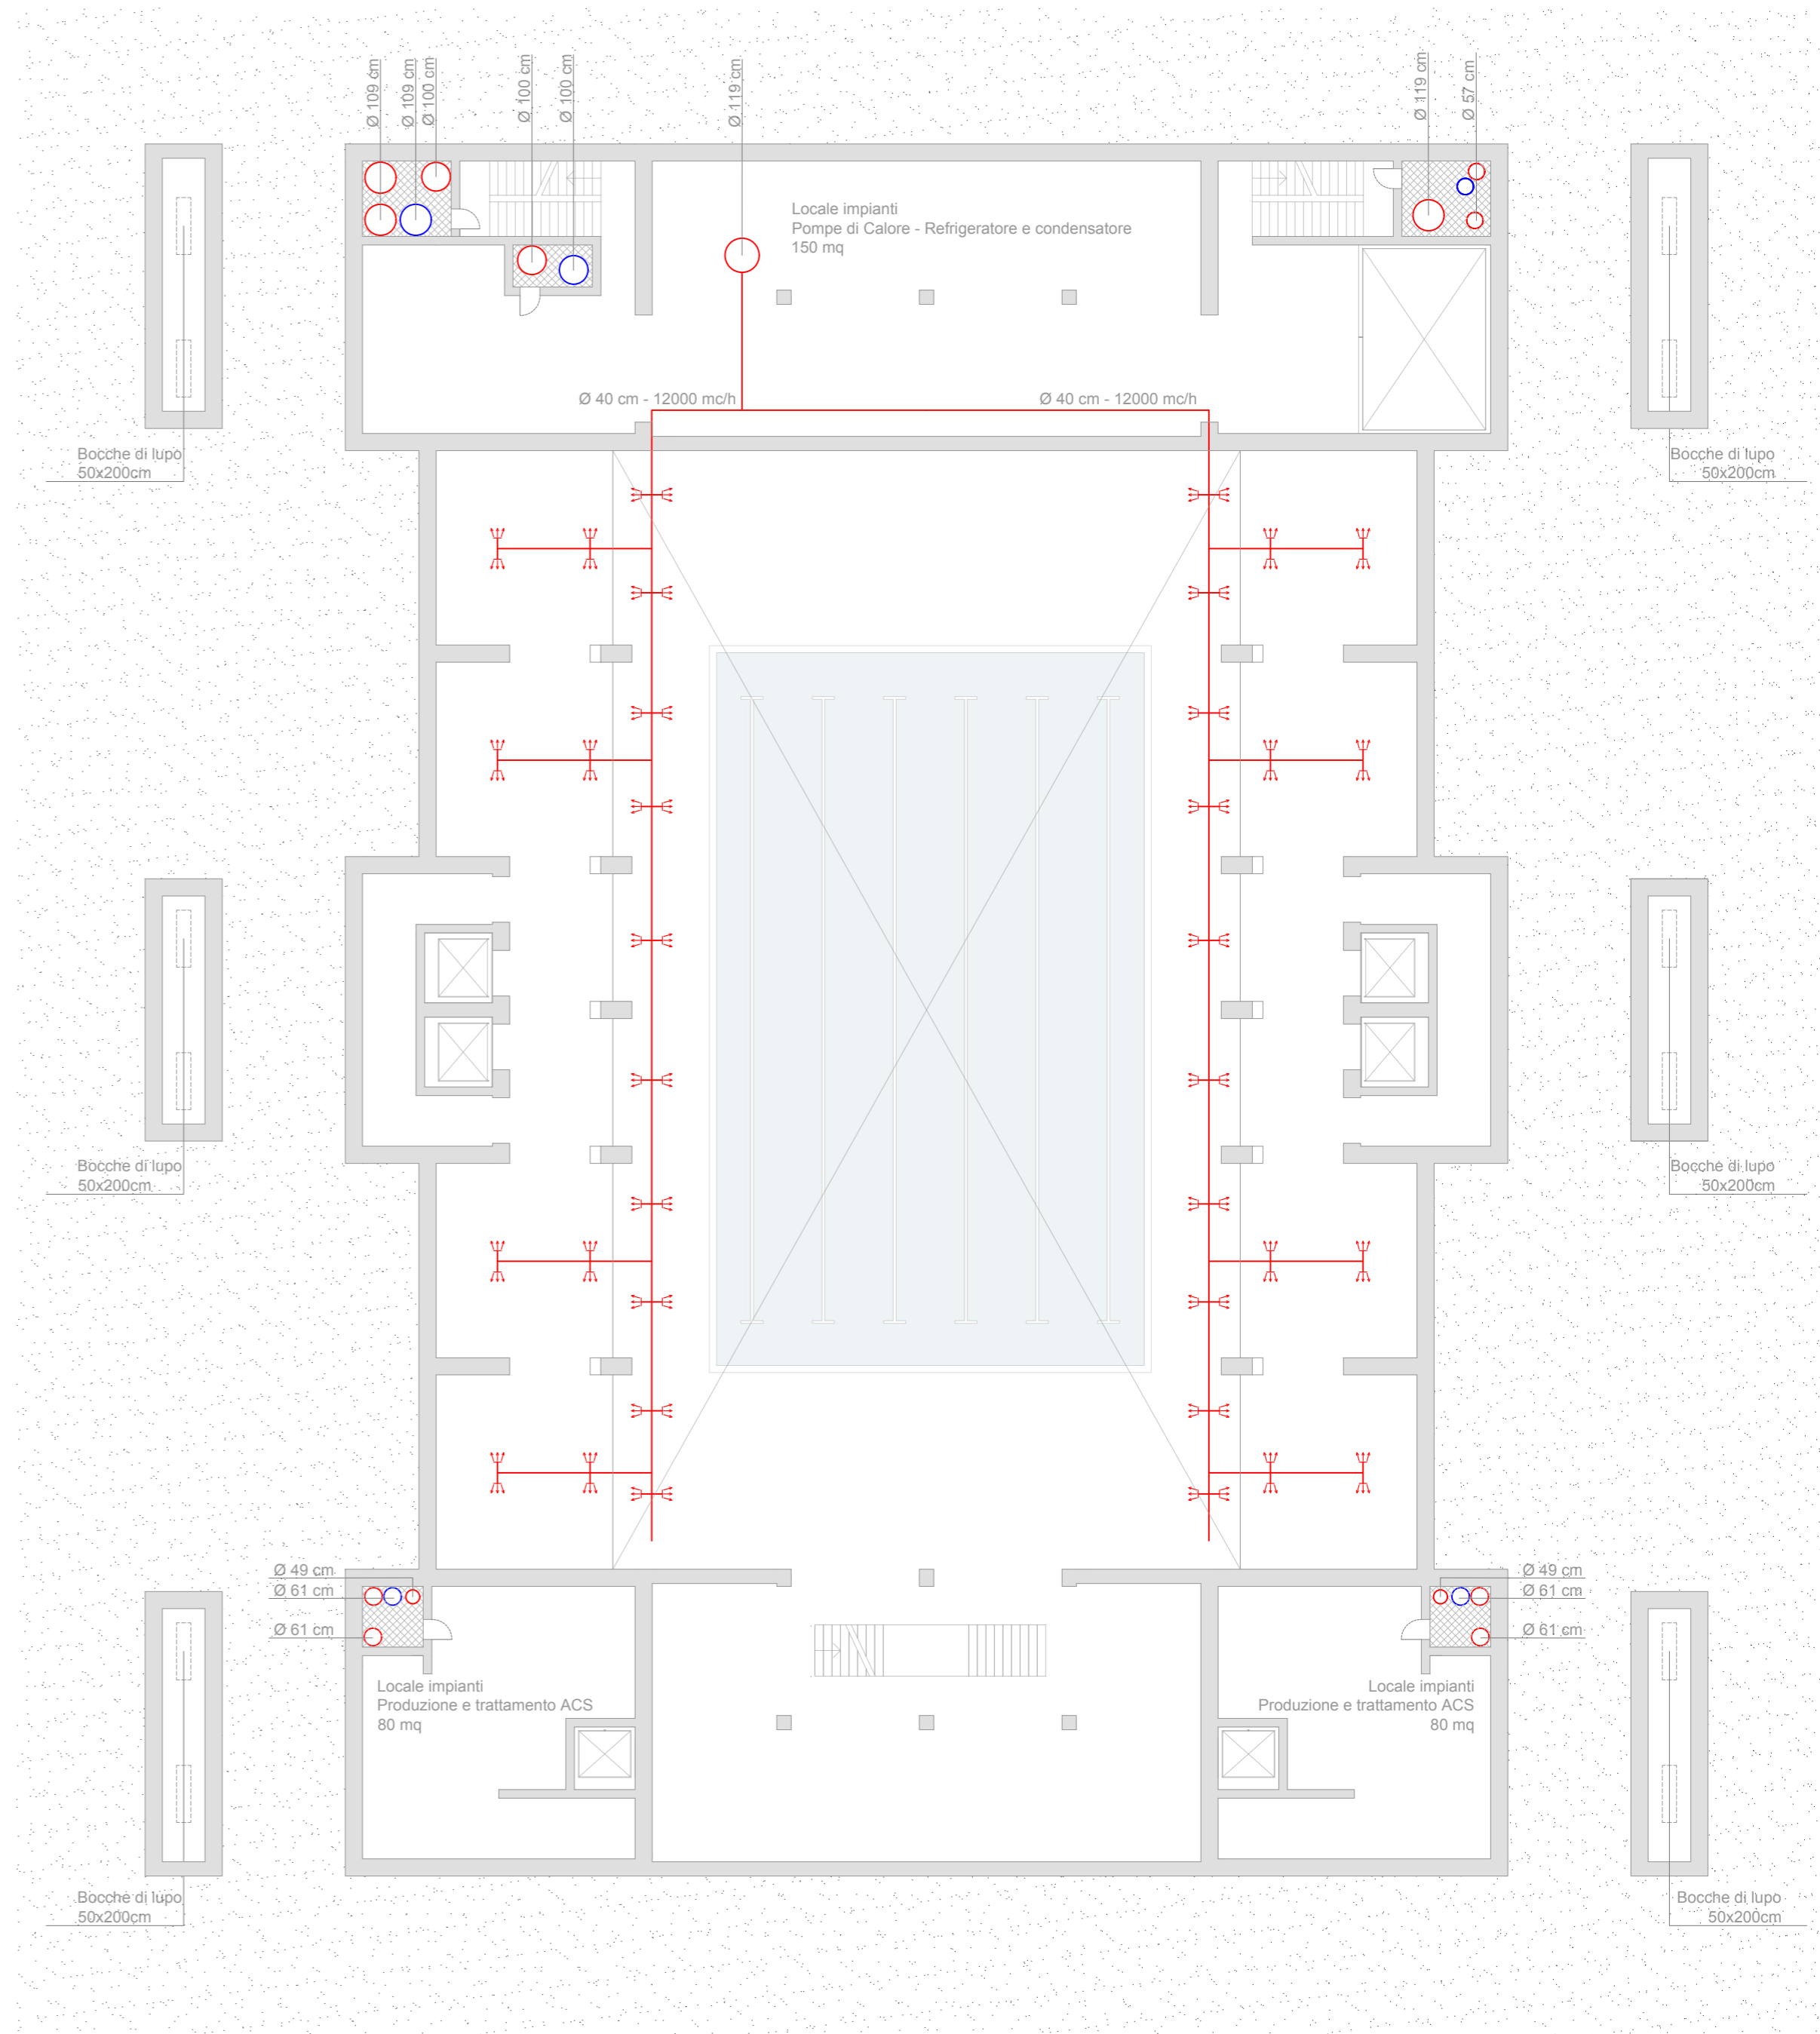 Ø 109 cm
Ø 109 cm
Ø 100 cm
Ø 100 cm
Ø 100 cm
Ø 119 cm
Ø 119 cm
Ø 57 cm
Locale impianti
Pompe di Calore - Refrigeratore e condensatore
150 mq
Ø 40 cm - 12000 mc/h
Ø 40 cm - 12000 mc/h
Bocche di lupo
50x200cm
Bocche di lupo
50x200cm
Bocche di lupo
50x200cm
Bocche di lupo
50x200cm
Ø 49 cm
Ø 61 cm
Ø 61 cm
Ø 49 cm
Ø 61 cm
Ø 61 cm
Locale impianti
Produzione e trattamento ACS
80 mq
Locale impianti
Produzione e trattamento ACS
80 mq
Bocche di lupo
50x200cm
Bocche di lupo
50x200cm